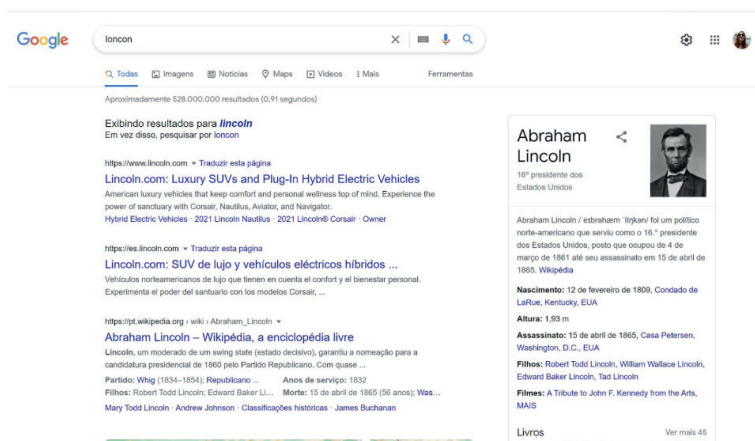 Google
loncon
Todas Imagens Notícias Maps Vídeos Mais Ferramentas
Aproximadamente 528.000.000 resultados (0,91 segundos)
Exibindo resultados para lincoln
Em vez disso, pesquisar por loncon
https://www.lincoln.com ▾ Traduzir esta página
Lincoln.com: Luxury SUVs and Plug-In Hybrid Electric Vehicles
American luxury vehicles that keep comfort and personal wellness top of mind. Experience the
power of sanctuary with Corsair, Nautilus, Aviator, and Navigator.
Hybrid Electric Vehicles · 2021 Lincoln Nautilus · 2021 Lincoln® Corsair · Owner
https://es.lincoln.com ▾ Traduzir esta página
Lincoln.com: SUV de lujo y vehículos eléctricos híbridos ...
Vehículos norteamericanos de lujo que tienen en cuenta el confort y el bienestar personal.
Experimenta el poder del santuario con los modelos Corsair, ...
https://pt.wikipedia.org › wiki › Abraham_Lincoln ▾
Abraham Lincoln – Wikipédia, a enciclopédia livre
Lincoln, um moderado de um swing state (estado decisivo), garantiu a nomeação para a
candidatura presidencial de 1860 pelo Partido Republicano. Com quase ...
Partido: Whig (1834–1854); Republicano ... Anos de serviço: 1832
Filhos: Robert Todd Lincoln; Edward Baker Li... Morte: 15 de abril de 1865 (56 anos); Was...
Mary Todd Lincoln · Andrew Johnson · Classificações históricas · James Buchanan
Abraham
Lincoln
16º presidente dos
Estados Unidos
Abraham Lincoln / ˈeɪbrəhæm ˈlɪŋkən/ foi um político
norte-americano que serviu como o 16.° presidente
dos Estados Unidos, posto que ocupou de 4 de
março de 1861 até seu assassinato em 15 de abril de
1865. Wikipédia
Nascimento: 12 de fevereiro de 1809, Condado de
LaRue, Kentucky, EUA
Altura: 1,93 m
Assassinato: 15 de abril de 1865, Casa Petersen,
Washington, D.C., EUA
Filhos: Robert Todd Lincoln, William Wallace Lincoln,
Edward Baker Lincoln, Tad Lincoln
Filmes: A Tribute to John F. Kennedy from the Arts,
MAIS
Livros Ver mais 45